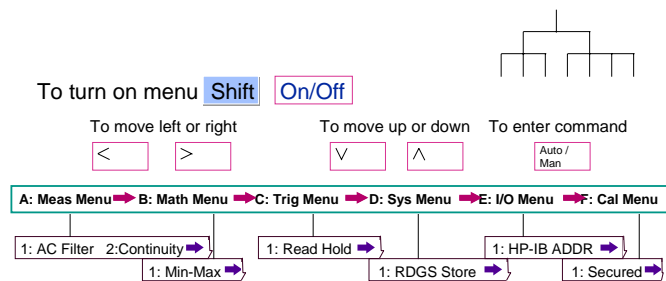 To turn on menu Shift On/Off
To move left or right To move up or down To enter command
< > ∨ ∧ Auto /
Man
A: Meas Menu B: Math Menu C: Trig Menu D: Sys Menu E: I/O Menu F: Cal Menu
1: AC Filter 2:Continuity 1: Read Hold 1: HP-IB ADDR
1: Min-Max 1: RDGS Store 1: Secured